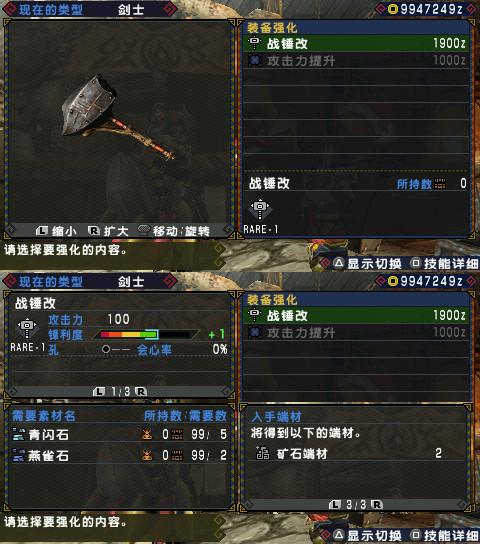 现在的类型 剑士
9947249z
装备强化
战锤改 1900z
攻击力提升 1000z
战锤改 所持数 0
RARE-1
L 缩小 R 扩大 移动/旋转
请选择要强化的内容。
△显示切换 □技能详细
现在的类型 剑士
9947249z
战锤改
攻击力 100
锋利度 +1
RARE-1 孔 ●—— 会心率 0%
L 1/3 R
装备强化
战锤改 1900z
攻击力提升 1000z
需要素材名 所持数/需要数
青闪石 0 99/ 5
燕雀石 0 99/ 2
入手端材
将得到以下的端材。
矿石端材 2
L 3/3 R
请选择要强化的内容。
△显示切换 □技能详细